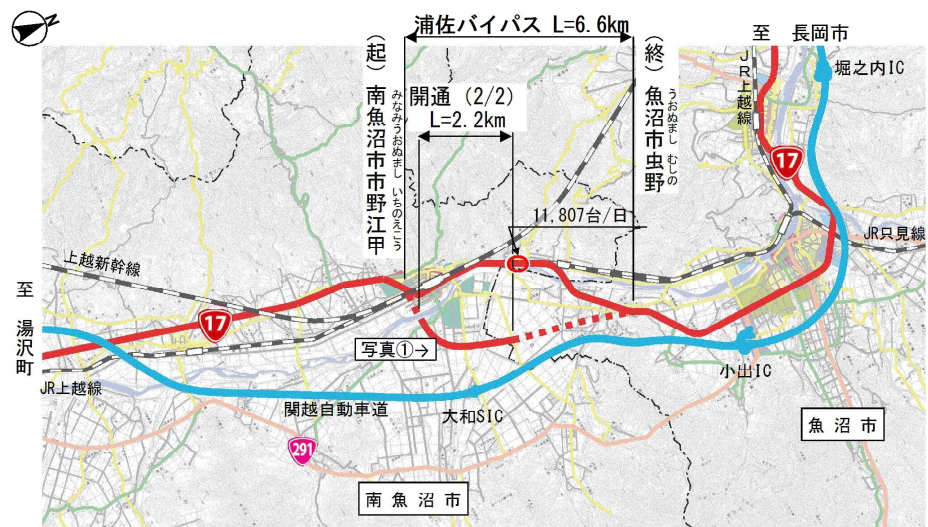 浦佐バイパス L=6.6km
(起)南魚沼市市野江甲
みなみうおぬまし いちのえこう
開通 (2/2)
L=2.2km
(終)魚沼市虫野
うおぬまし むしの
至 長岡市
JR上越線
堀之内IC
17
11,807台/日
JR只見線
上越新幹線
至 湯沢町
17
写真①→
JR上越線
関越自動車道
大和SIC
小出IC
291
魚沼市
南魚沼市